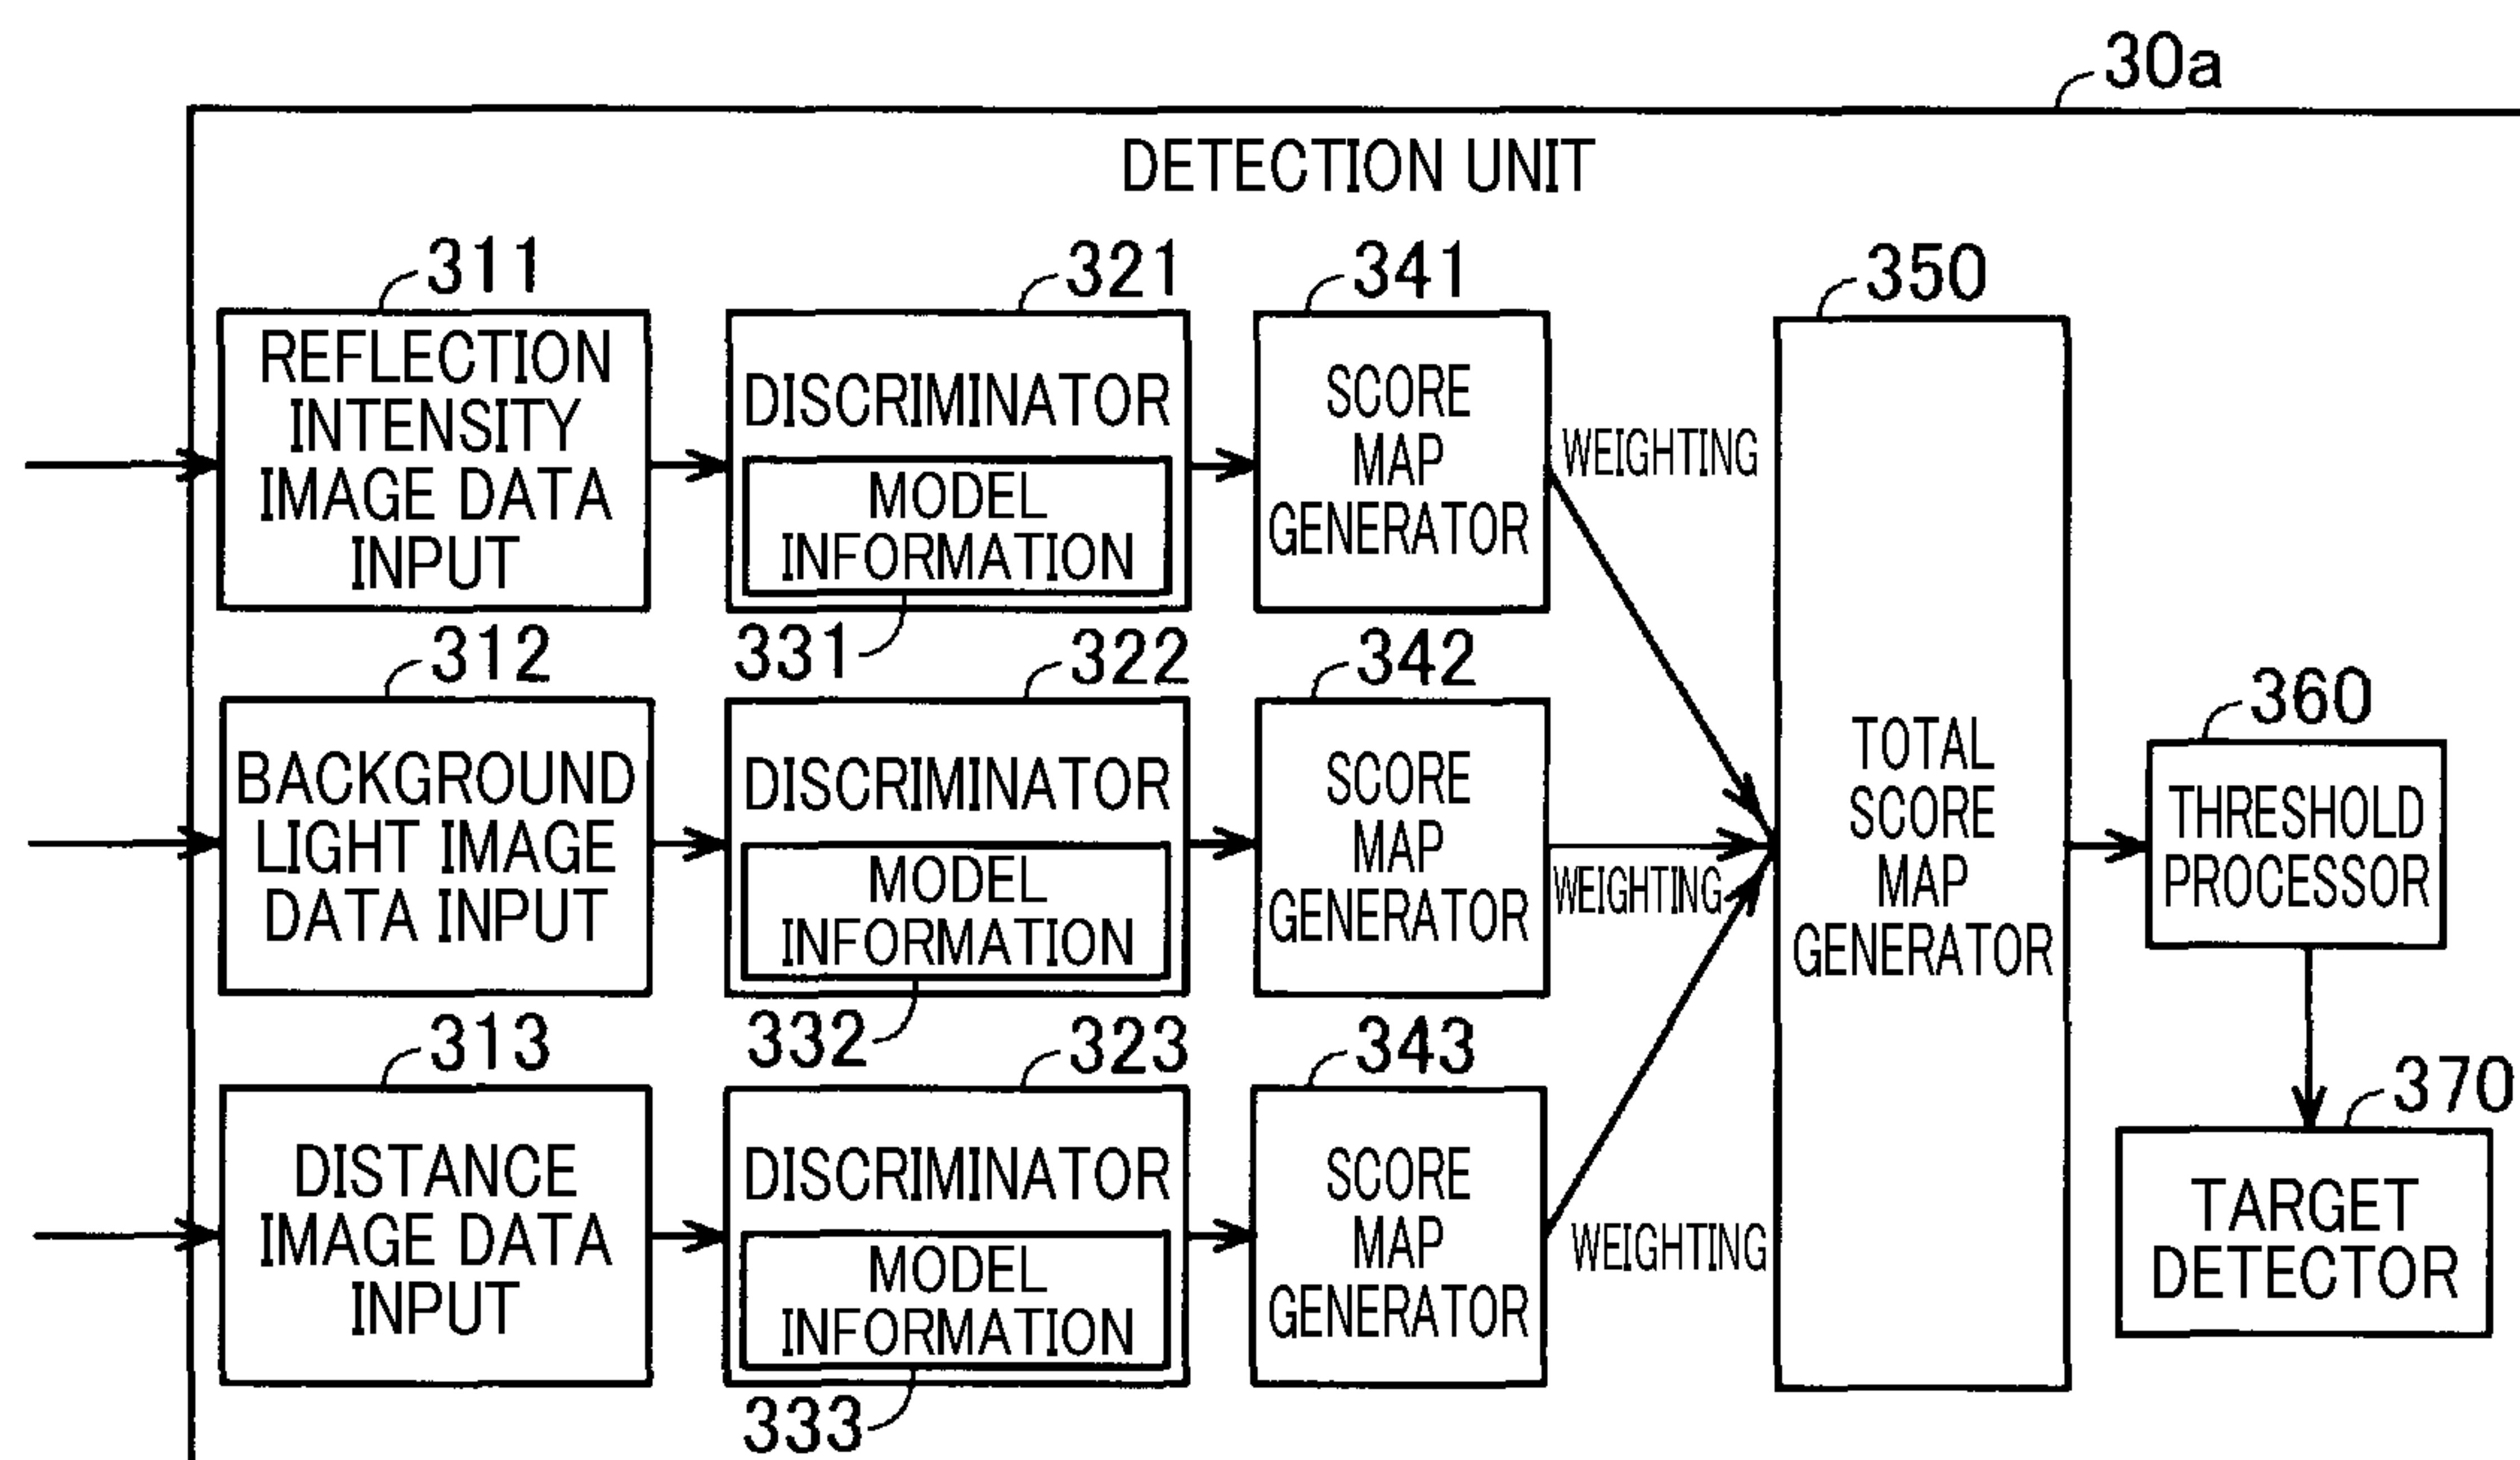 30a
DETECTION UNIT
311
REFLECTION
INTENSITY
IMAGE DATA
INPUT
321
DISCRIMINATOR
MODEL
INFORMATION
331
341
SCORE
MAP
GENERATOR
WEIGHTING
312
BACKGROUND
LIGHT IMAGE
DATA INPUT
322
DISCRIMINATOR
MODEL
INFORMATION
332
342
SCORE
MAP
GENERATOR
WEIGHTING
313
DISTANCE
IMAGE DATA
INPUT
323
DISCRIMINATOR
MODEL
INFORMATION
333
343
SCORE
MAP
GENERATOR
WEIGHTING
350
TOTAL
SCORE
MAP
GENERATOR
360
THRESHOLD
PROCESSOR
370
TARGET
DETECTOR